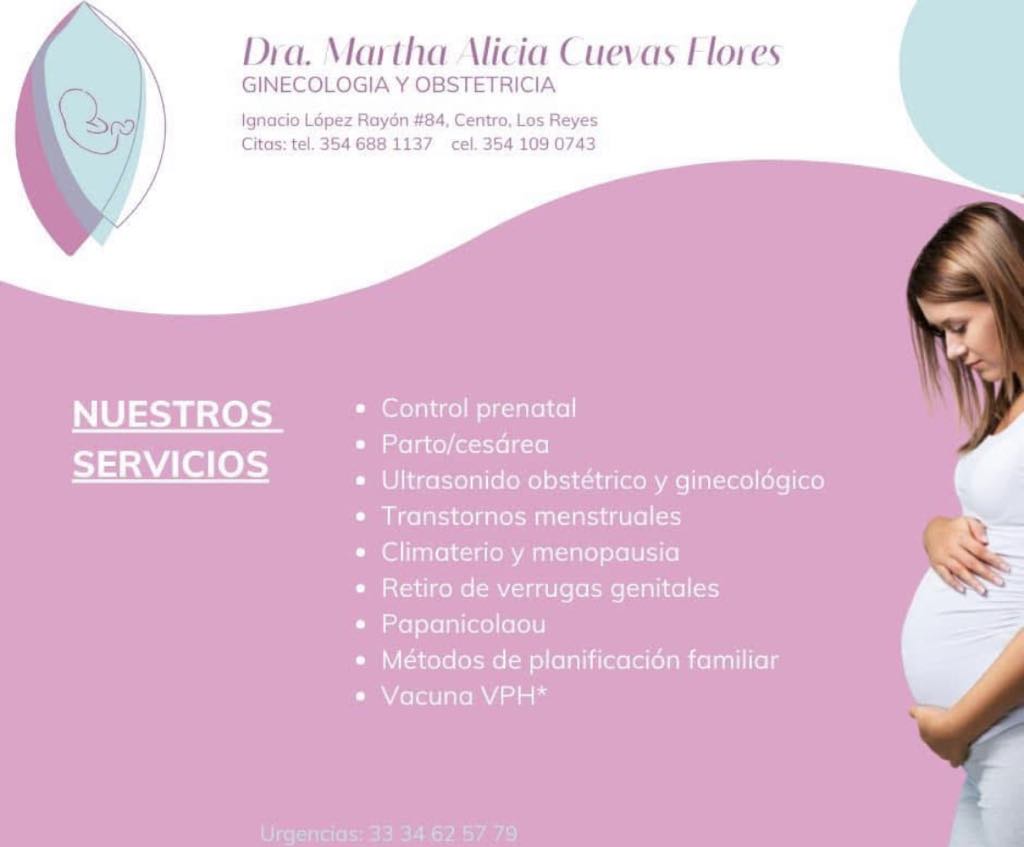 Dra. Martha Alicia Cuevas Flores
GINECOLOGIA Y OBSTETRICIA
Ignacio López Rayón #84, Centro, Los Reyes
Citas: tel. 354 688 1137 cel. 354 109 0743
NUESTROS
SERVICIOS
• Control prenatal
• Parto/cesárea
• Ultrasonido obstétrico y ginecológico
• Transtornos menstruales
• Climaterio y menopausia
• Retiro de verrugas genitales
• Papanicolaou
• Métodos de planificación familiar
• Vacuna VPH*
Urgencias: 33 34 62 57 79